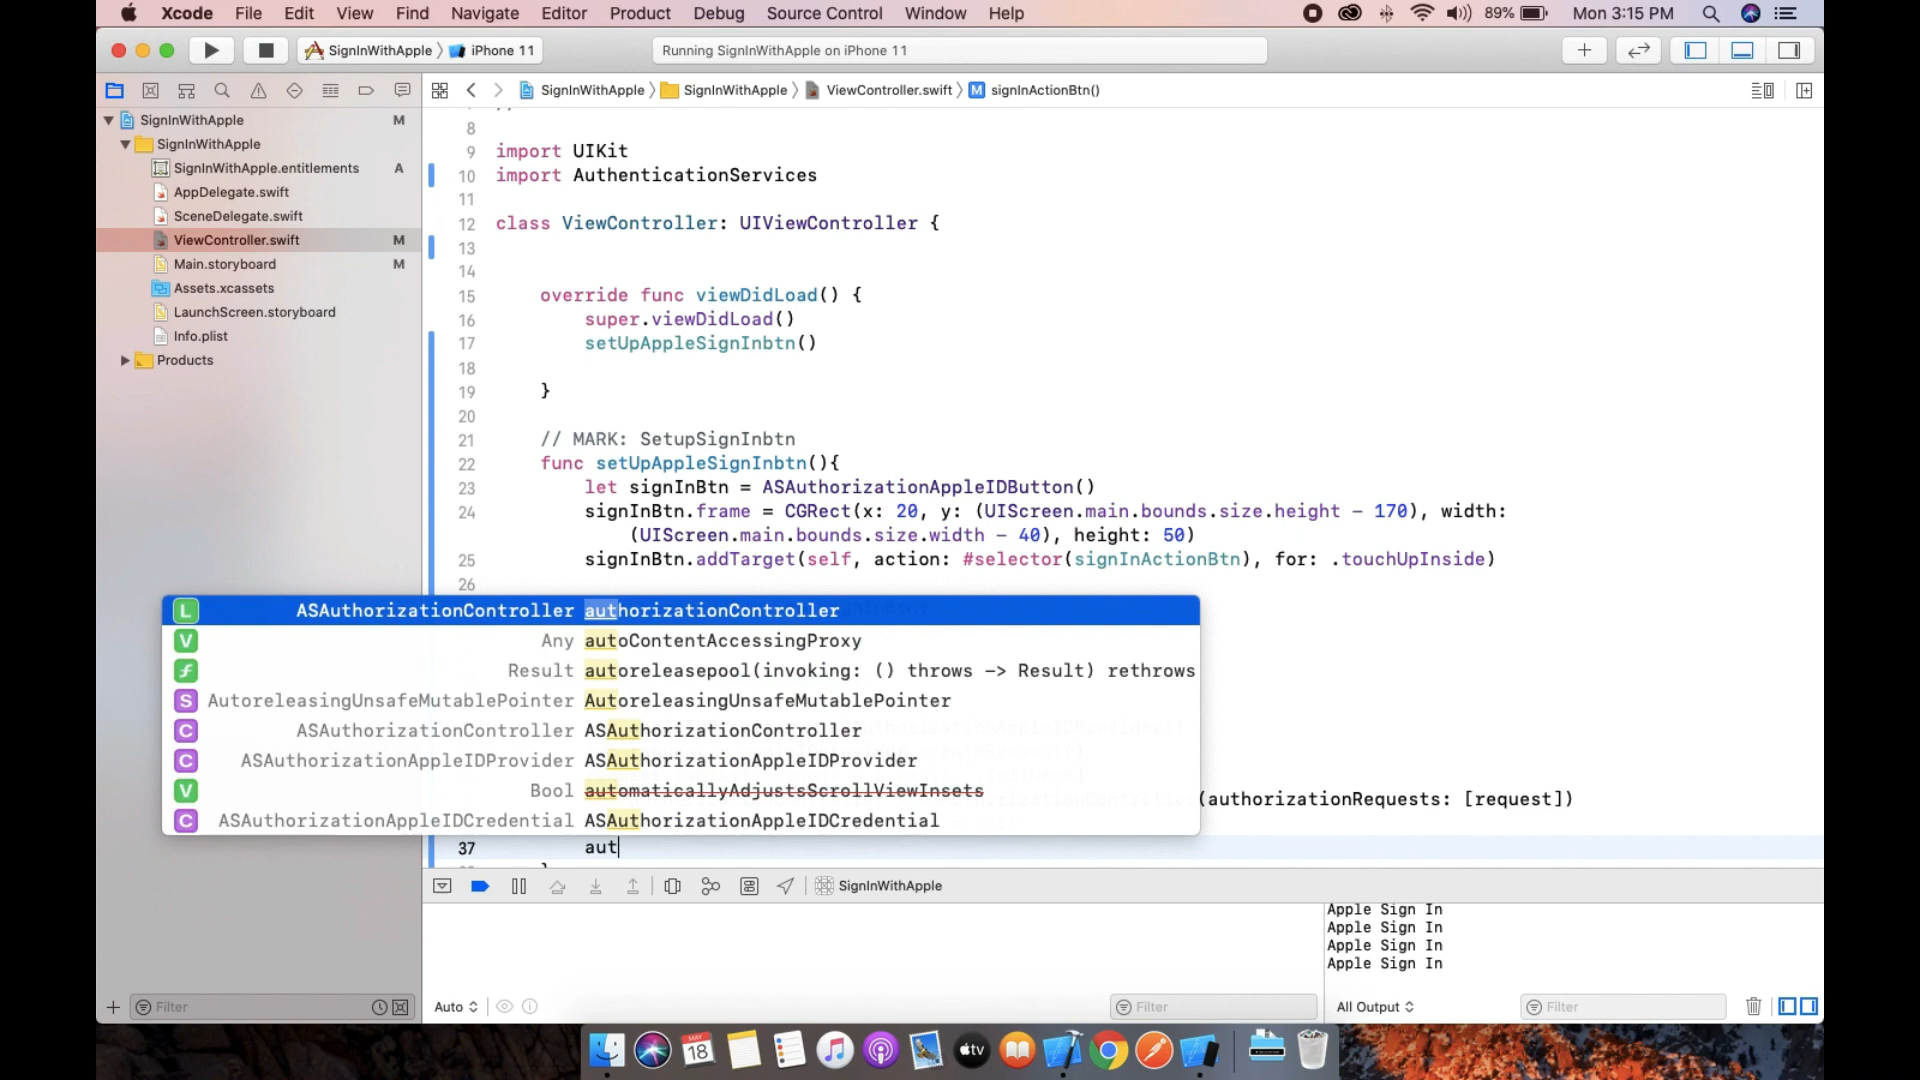 Xcode File Edit View Find Navigate Editor Product Debug Source Control Window Help 89% Mon 3:15 PM
SignInWithApple iPhone 11 Running SignInWithApple on iPhone 11
SignInWithApple SignInWithApple ViewController.swift M signInActionBtn()
SignInWithApple M
SignInWithApple
SignInWithApple.entitlements A
AppDelegate.swift
SceneDelegate.swift
ViewController.swift M
Main.storyboard M
Assets.xcassets
LaunchScreen.storyboard
Info.plist
Products
8
9 import UIKit
10 import AuthenticationServices
11
12 class ViewController: UIViewController {
13
14
15 override func viewDidLoad() {
16 super.viewDidLoad()
17 setUpAppleSignInbtn()
18
19 }
20
21 // MARK: SetupSignInbtn
22 func setUpAppleSignInbtn(){
23 let signInBtn = ASAuthorizationAppleIDButton()
24 signInBtn.frame = CGRect(x: 20, y: (UIScreen.main.bounds.size.height - 170), width:
(UIScreen.main.bounds.size.width - 40), height: 50)
25 signInBtn.addTarget(self, action: #selector(signInActionBtn), for: .touchUpInside)
26
L ASAuthorizationController authorizationController
V Any autoContentAccessingProxy
f Result autoreleasepool(invoking: () throws -> Result) rethrows
S AutoreleasingUnsafeMutablePointer AutoreleasingUnsafeMutablePointer
C ASAuthorizationController ASAuthorizationController
C ASAuthorizationAppleIDProvider ASAuthorizationAppleIDProvider
V Bool automaticallyAdjustsScrollViewInsets
(authorizationRequests: [request])
C ASAuthorizationAppleIDCredential ASAuthorizationAppleIDCredential
37 aut
SignInWithApple
Apple Sign In
Apple Sign In
Apple Sign In
Apple Sign In
Filter Auto Filter All Output Filter
MAY
18
tv